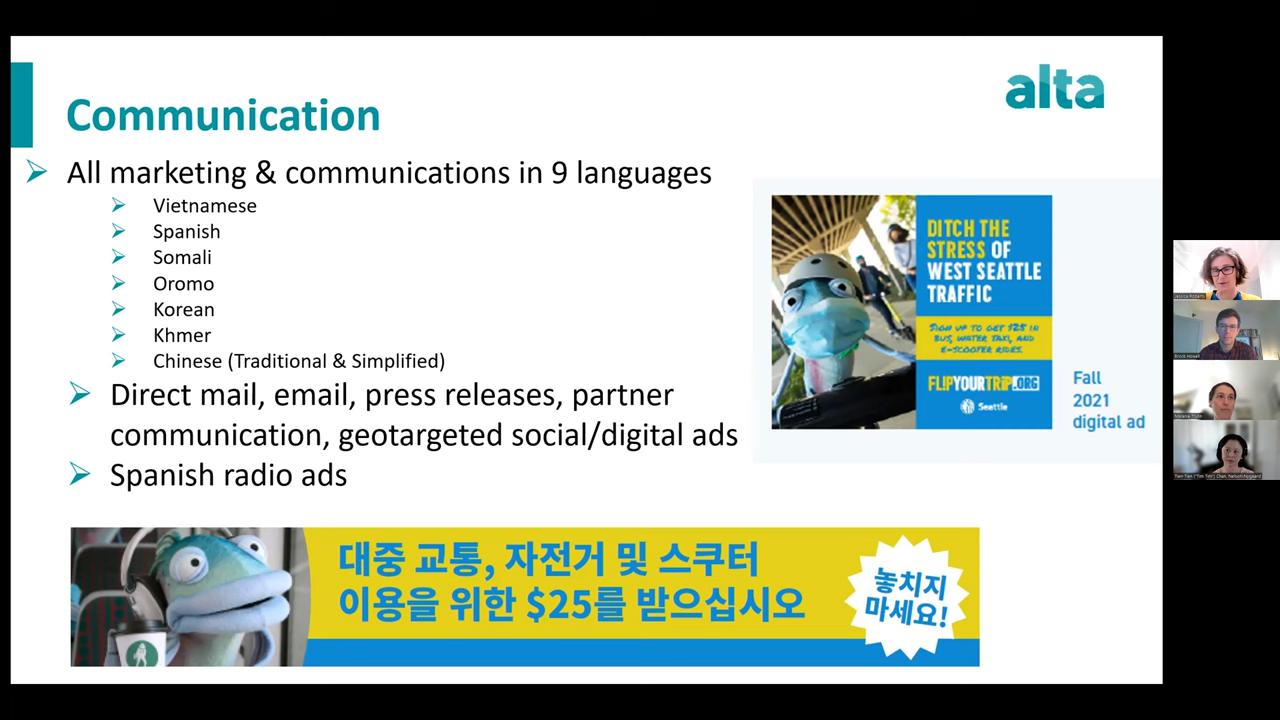 alta
Communication
All marketing & communications in 9 languages
Vietnamese
Spanish
Somali
Oromo
Korean
Khmer
Chinese (Traditional & Simplified)
Direct mail, email, press releases, partner
communication, geotargeted social/digital ads
Spanish radio ads
DITCH THE
STRESS OF
WEST SEATTLE
TRAFFIC
SIGN UP TO GET $25 IN
BUS, WATER TAXI, AND
E-SCOOTER RIDES.
FLIPYOURTRIP.ORG
Seattle
Fall
2021
digital ad
대중 교통, 자전거 및 스쿠터
이용을 위한 $25를 받으십시오
놓치지
마세요!
Jessica Roberts
Brock Howell